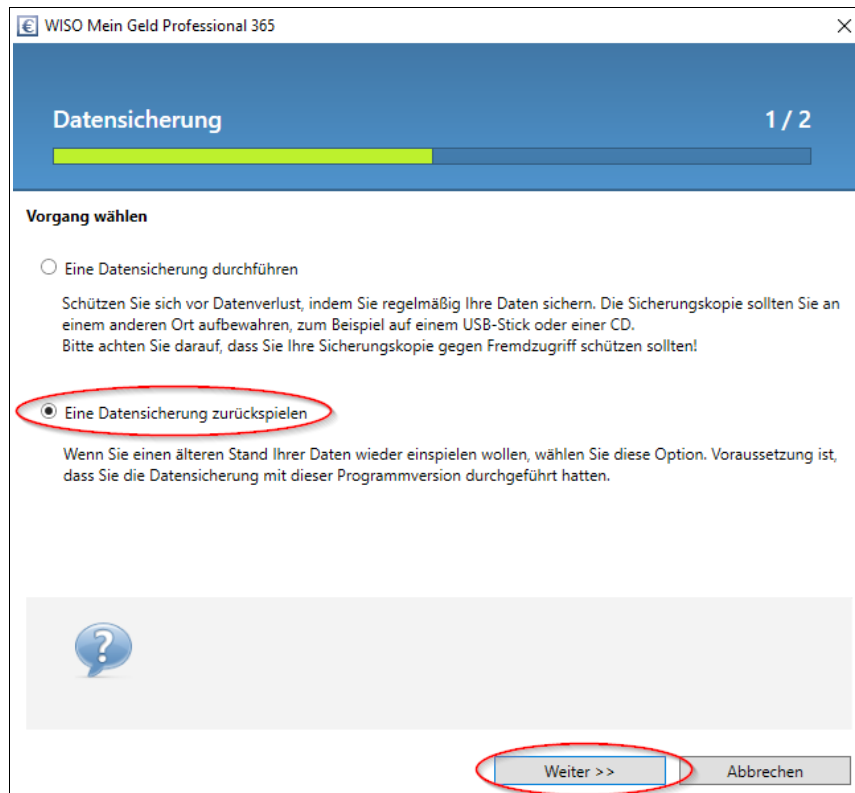 WISO Mein Geld Professional 365
Datensicherung 1 / 2
Vorgang wählen
Eine Datensicherung durchführen
Schützen Sie sich vor Datenverlust, indem Sie regelmäßig Ihre Daten sichern. Die Sicherungskopie sollten Sie an
einem anderen Ort aufbewahren, zum Beispiel auf einem USB-Stick oder einer CD.
Bitte achten Sie darauf, dass Sie Ihre Sicherungskopie gegen Fremdzugriff schützen sollten!
Eine Datensicherung zurückspielen
Wenn Sie einen älteren Stand Ihrer Daten wieder einspielen wollen, wählen Sie diese Option. Voraussetzung ist,
dass Sie die Datensicherung mit dieser Programmversion durchgeführt hatten.
Weiter >> Abbrechen